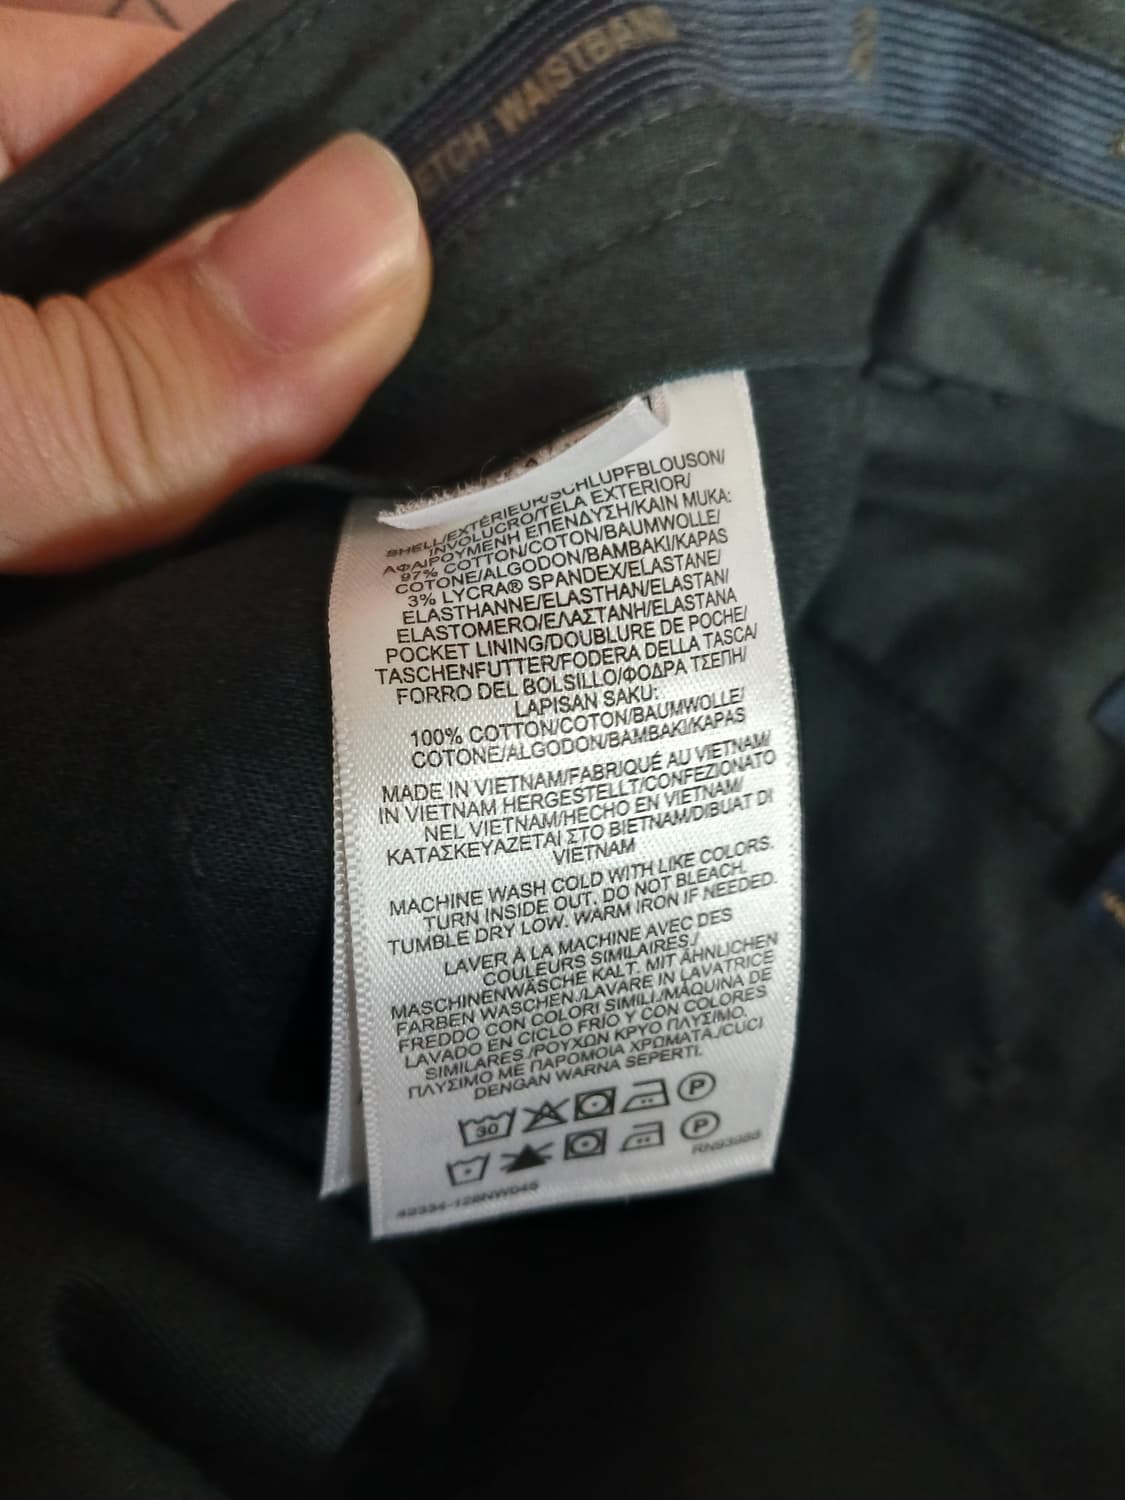 ETCH WAISTBAND
SHELL/EXTÉRIEUR/SCHLUPFBLOUSON/
INVOLUCRO/TELA EXTERIOR/
ΑΦΑΙΡΟΥΜΕΝΗ ΕΠΕΝΔΥΣΗ/KAIN MUKA:
97% COTTON/COTON/BAUMWOLLE/
COTONE/ALGODON/BAMBAKI/KAPAS
3% LYCRA® SPANDEX/ELASTANE/
ELASTHANNE/ELASTHAN/ELASTAN/
ELASTOMERO/ΕΛΑΣΤΑΝΗ/ELASTANA
POCKET LINING/DOUBLURE DE POCHE/
TASCHENFUTTER/FODERA DELLA TASCA/
FORRO DEL BOLSILLO/ΦΟΔΡΑ ΤΣΕΠΗ/
LAPISAN SAKU:
100% COTTON/COTON/BAUMWOLLE/
COTONE/ALGODON/BAMBAKI/KAPAS
MADE IN VIETNAM/FABRIQUÉ AU VIETNAM/
IN VIETNAM HERGESTELLT/CONFEZIONATO
NEL VIETNAM/HECHO EN VIETNAM/
ΚΑΤΑΣΚΕΥΑΖΕΤΑΙ ΣΤΟ ΒΙΕΤΝΑΜ/DIBUAT DI
VIETNAM
MACHINE WASH COLD WITH LIKE COLORS.
TURN INSIDE OUT. DO NOT BLEACH.
TUMBLE DRY LOW. WARM IRON IF NEEDED.
LAVER À LA MACHINE AVEC DES
COULEURS SIMILAIRES./
MASCHINENWÄSCHE KALT. MIT ÄHNLICHEN
FARBEN WASCHEN./LAVARE IN LAVATRICE
FREDDO CON COLORI SIMILI./MÁQUINA DE
LAVADO EN CICLO FRÍO Y CON COLORES
SIMILARES./ΡΟΥΧΩΝ ΚΡΥΟ ΠΛΥΣΙΜΟ.
ΠΛΥΣΙΜΟ ΜΕ ΠΑΡΟΜΟΙΑ ΧΡΩΜΑΤΑ./CUCI
DENGAN WARNA SEPERTI.
30 P
P